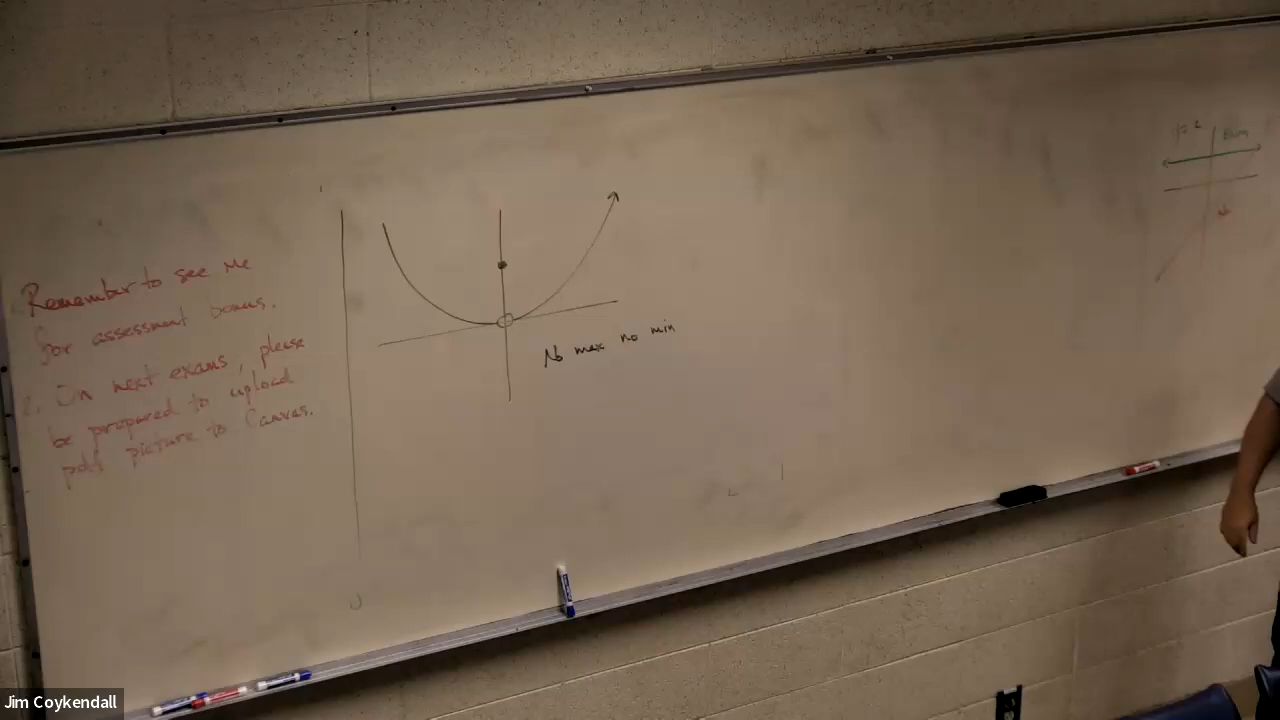 Remember to see me
for assessment bonus.
2. On next exams, please
be prepared to upload
pdf picture to Canvas.
No max no min
Jim Coykendall